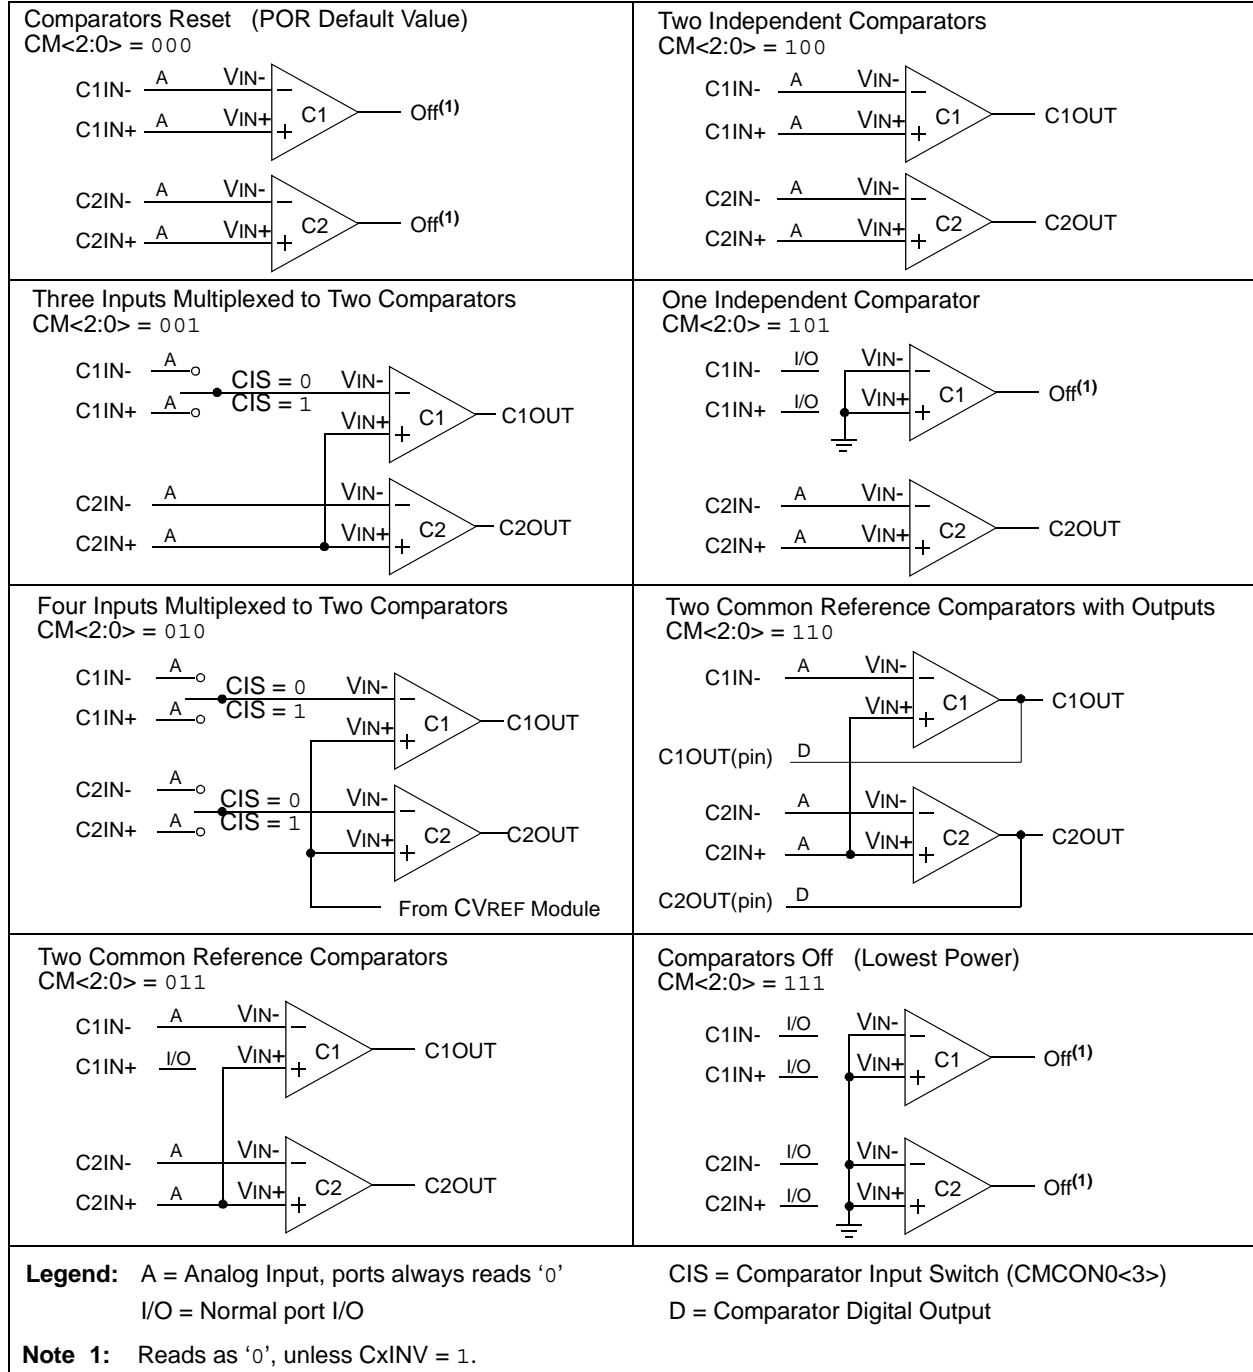 Comparators Reset (POR Default Value)
CM<2:0> = 000
C1IN- A VIN-
C1IN+ A VIN+ C1 Off(1)
C2IN- A VIN-
C2IN+ A VIN+ C2 Off(1)
Two Independent Comparators
CM<2:0> = 100
C1IN- A VIN-
C1IN+ A VIN+ C1 C1OUT
C2IN- A VIN-
C2IN+ A VIN+ C2 C2OUT
Three Inputs Multiplexed to Two Comparators
CM<2:0> = 001
C1IN- A
CIS = 0 VIN-
C1IN+ A CIS = 1
VIN+ C1 C1OUT
C2IN- A VIN-
C2IN+ A VIN+ C2 C2OUT
One Independent Comparator
CM<2:0> = 101
C1IN- I/O VIN-
C1IN+ I/O VIN+ C1 Off(1)
C2IN- A VIN-
C2IN+ A VIN+ C2 C2OUT
Four Inputs Multiplexed to Two Comparators
CM<2:0> = 010
C1IN- A
CIS = 0 VIN-
C1IN+ A CIS = 1
VIN+ C1 C1OUT
C2IN- A
CIS = 0 VIN-
C2IN+ A CIS = 1
VIN+ C2 C2OUT
From CVREF Module
Two Common Reference Comparators with Outputs
CM<2:0> = 110
C1IN- A VIN-
VIN+ C1 C1OUT
C1OUT(pin) D
C2IN- A VIN-
C2IN+ A VIN+ C2 C2OUT
C2OUT(pin) D
Two Common Reference Comparators
CM<2:0> = 011
C1IN- A VIN-
C1IN+ I/O VIN+ C1 C1OUT
C2IN- A VIN-
C2IN+ A VIN+ C2 C2OUT
Comparators Off (Lowest Power)
CM<2:0> = 111
C1IN- I/O VIN-
C1IN+ I/O VIN+ C1 Off(1)
C2IN- I/O VIN-
C2IN+ I/O VIN+ C2 Off(1)
Legend: A = Analog Input, ports always reads ‘0’ CIS = Comparator Input Switch (CMCON0<3>)
I/O = Normal port I/O D = Comparator Digital Output
Note 1: Reads as ‘0’, unless CxINV = 1.